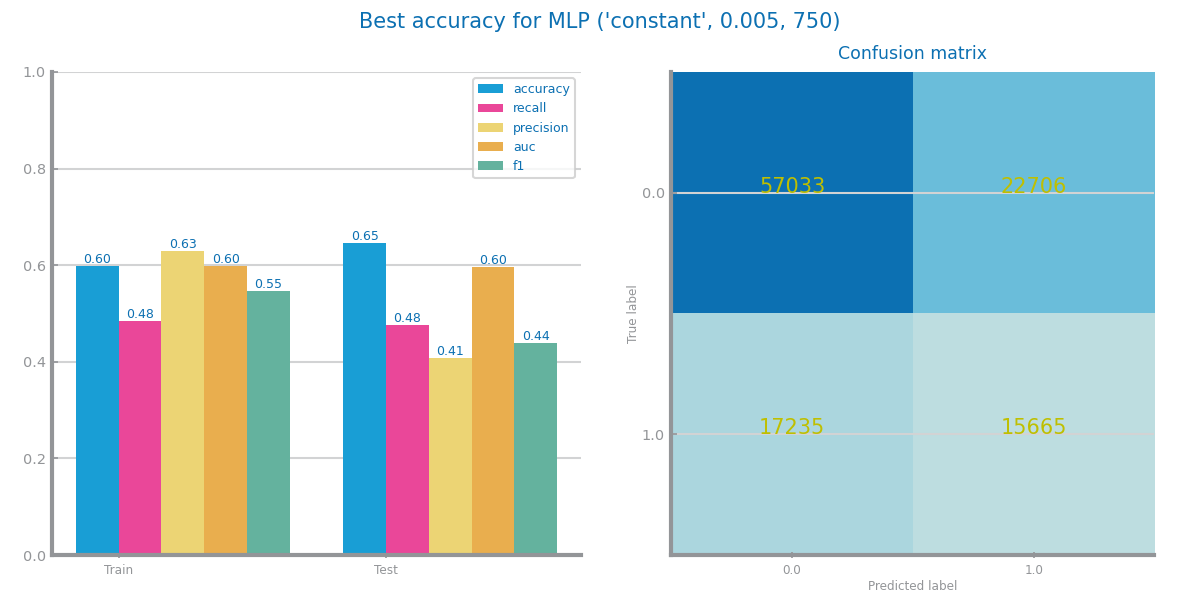 Best accuracy for MLP ('constant', 0.005, 750)
1.0
0.8
0.6
0.4
0.2
0.0
accuracy
recall
precision
auc
f1
0.60
0.48
0.63
0.60
0.55
0.65
0.48
0.41
0.60
0.44
Train
Test
Confusion matrix
True label
0.0
1.0
57033
22706
17235
15665
0.0
1.0
Predicted label